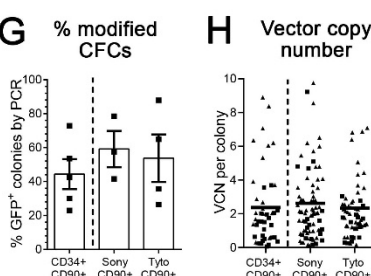 G
% modified
CFCs
% GFP⁺ colonies by PCR
100
80
60
40
20
0
CD34+
CD90+
Sony
CD90+
Tyto
CD90+
H
Vector copy
number
VCN per colony
10
8
6
4
2
0
CD34+
CD90+
Sony
CD90+
Tyto
CD90+